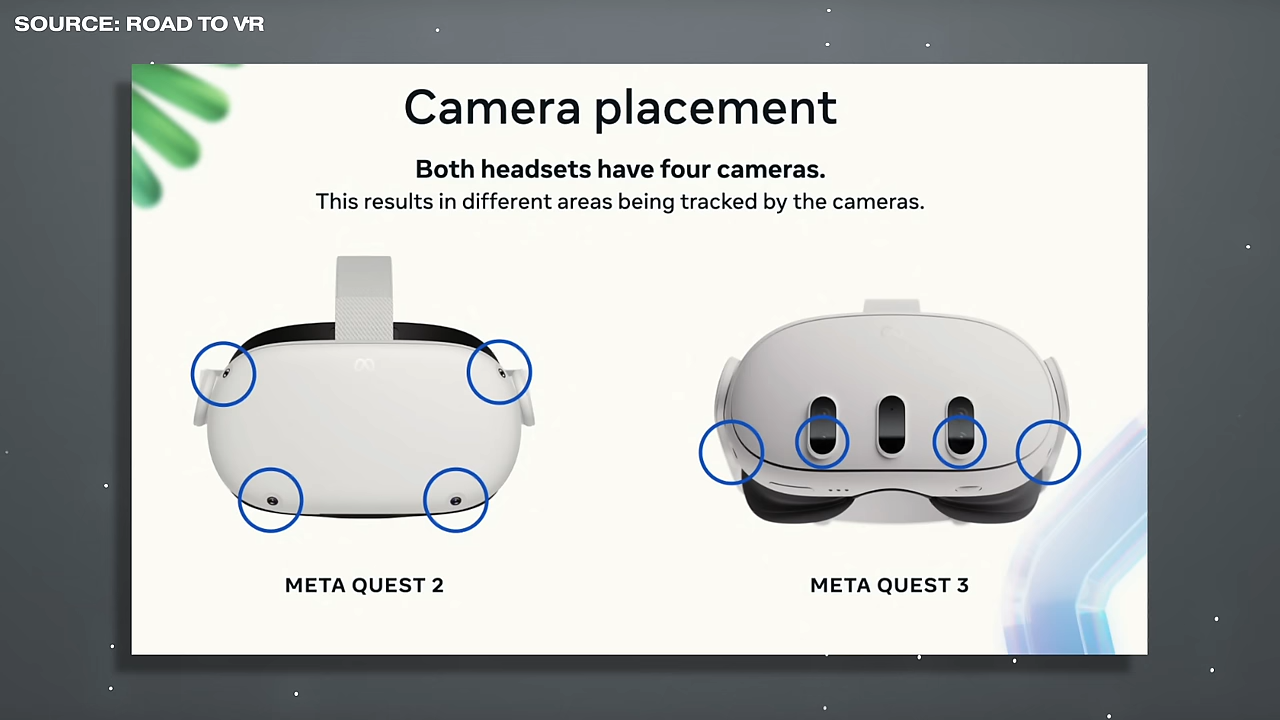 SOURCE: ROAD TO VR
Camera placement
Both headsets have four cameras.
This results in different areas being tracked by the cameras.
META QUEST 2
META QUEST 3